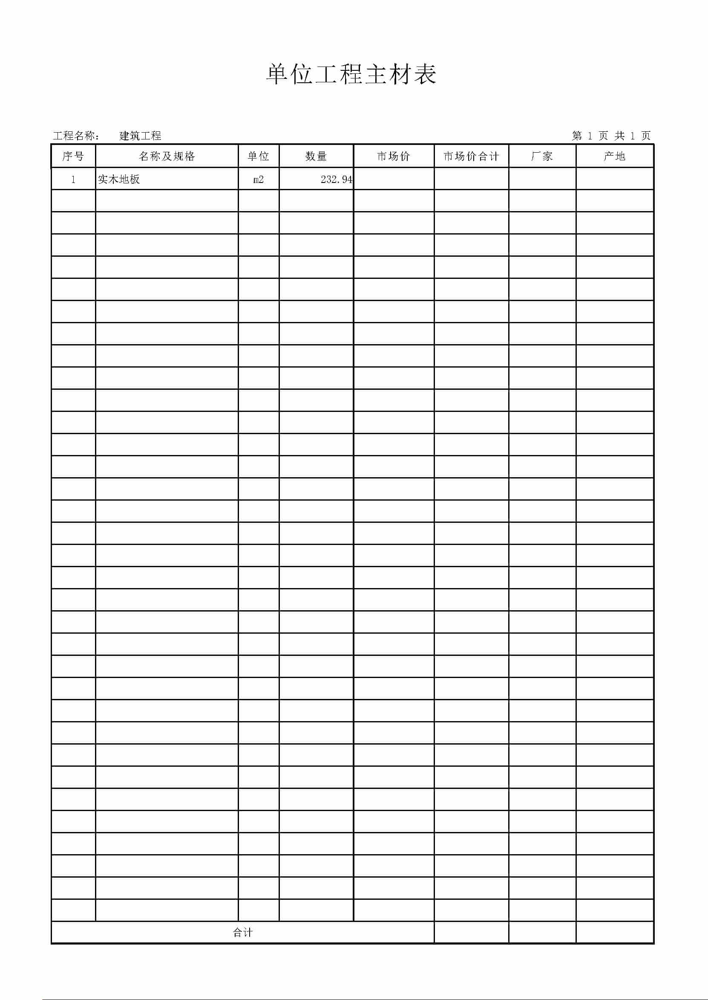 单位工程主材表
工程名称： 建筑工程 第 1 页 共 1 页
序号 名称及规格 单位 数量 市场价 市场价合计 厂家 产地
1 实木地板 m2 232.94
合计